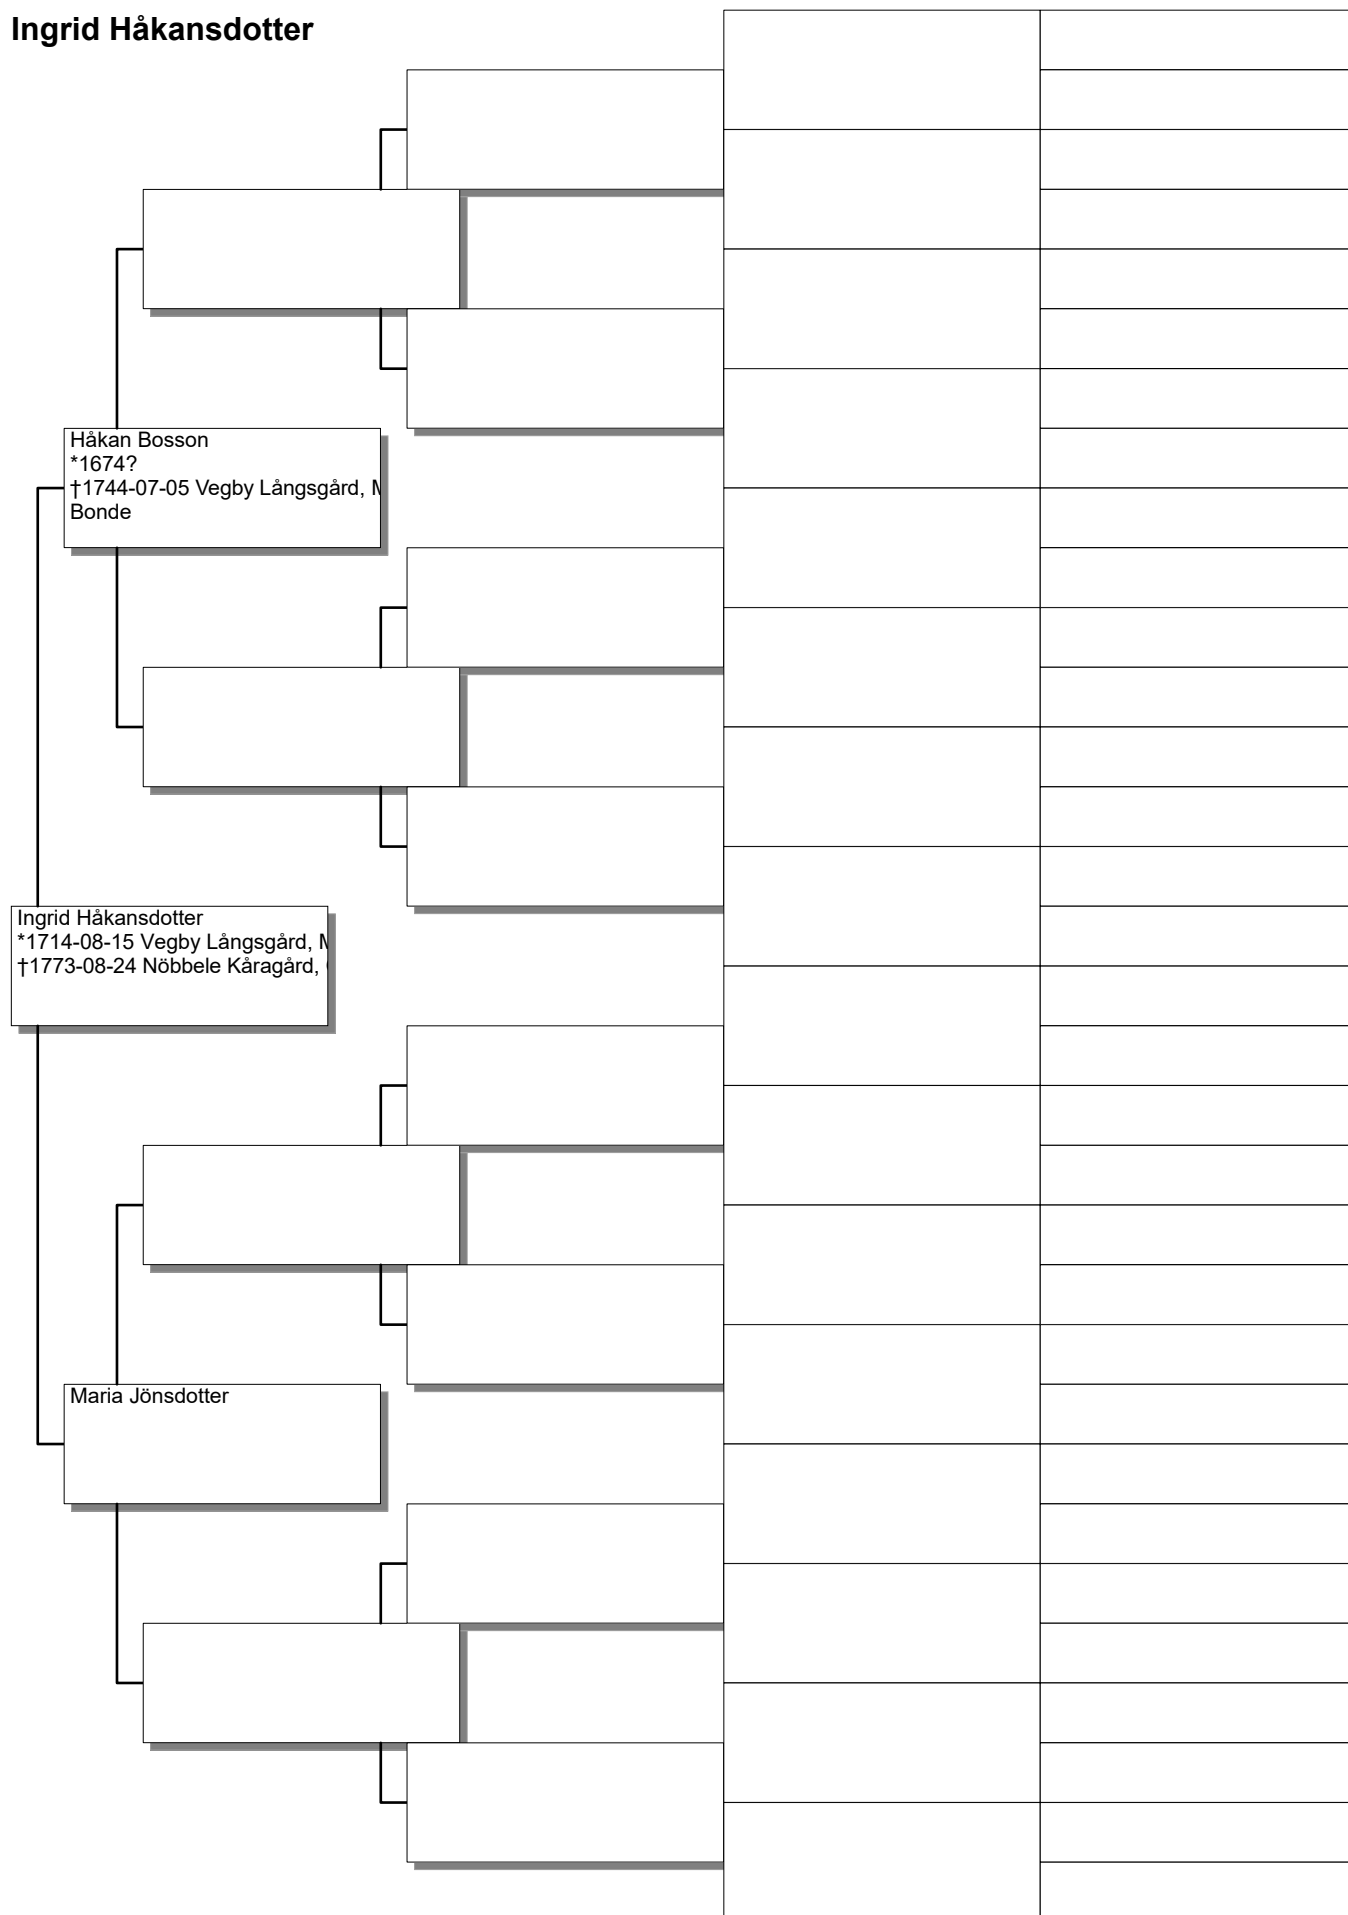 Ingrid Håkansdotter
Håkan Bosson
*1674?
†1744-07-05 Vegby Långsgård,
Bonde
Ingrid Håkansdotter
*1714-08-15 Vegby Långsgård,
†1773-08-24 Nöbbele Kåragård,
Maria Jönsdotter